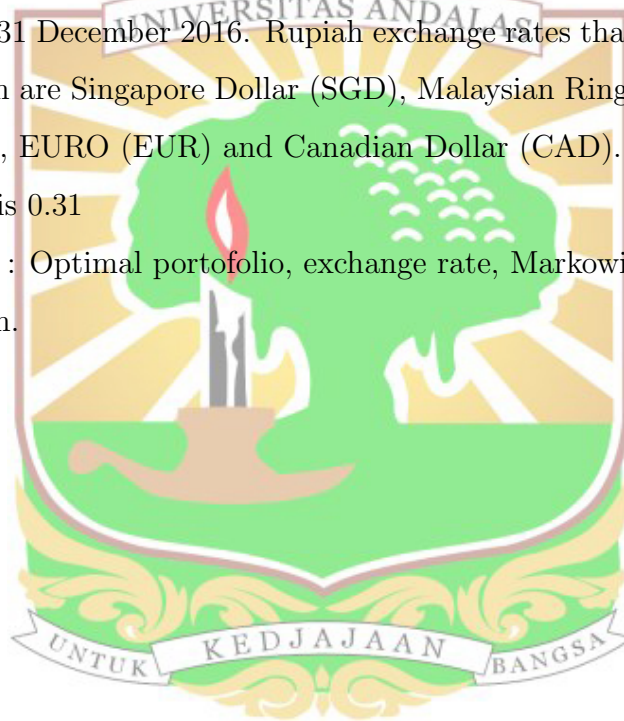 UNIVERSITAS ANDALAS
31 December 2016. Rupiah exchange rates tha
are Singapore Dollar (SGD), Malaysian Ring
, EURO (EUR) and Canadian Dollar (CAD).
is 0.31
: Optimal portofolio, exchange rate, Markowi
UNTUK KEDJAJAAN BANGSA